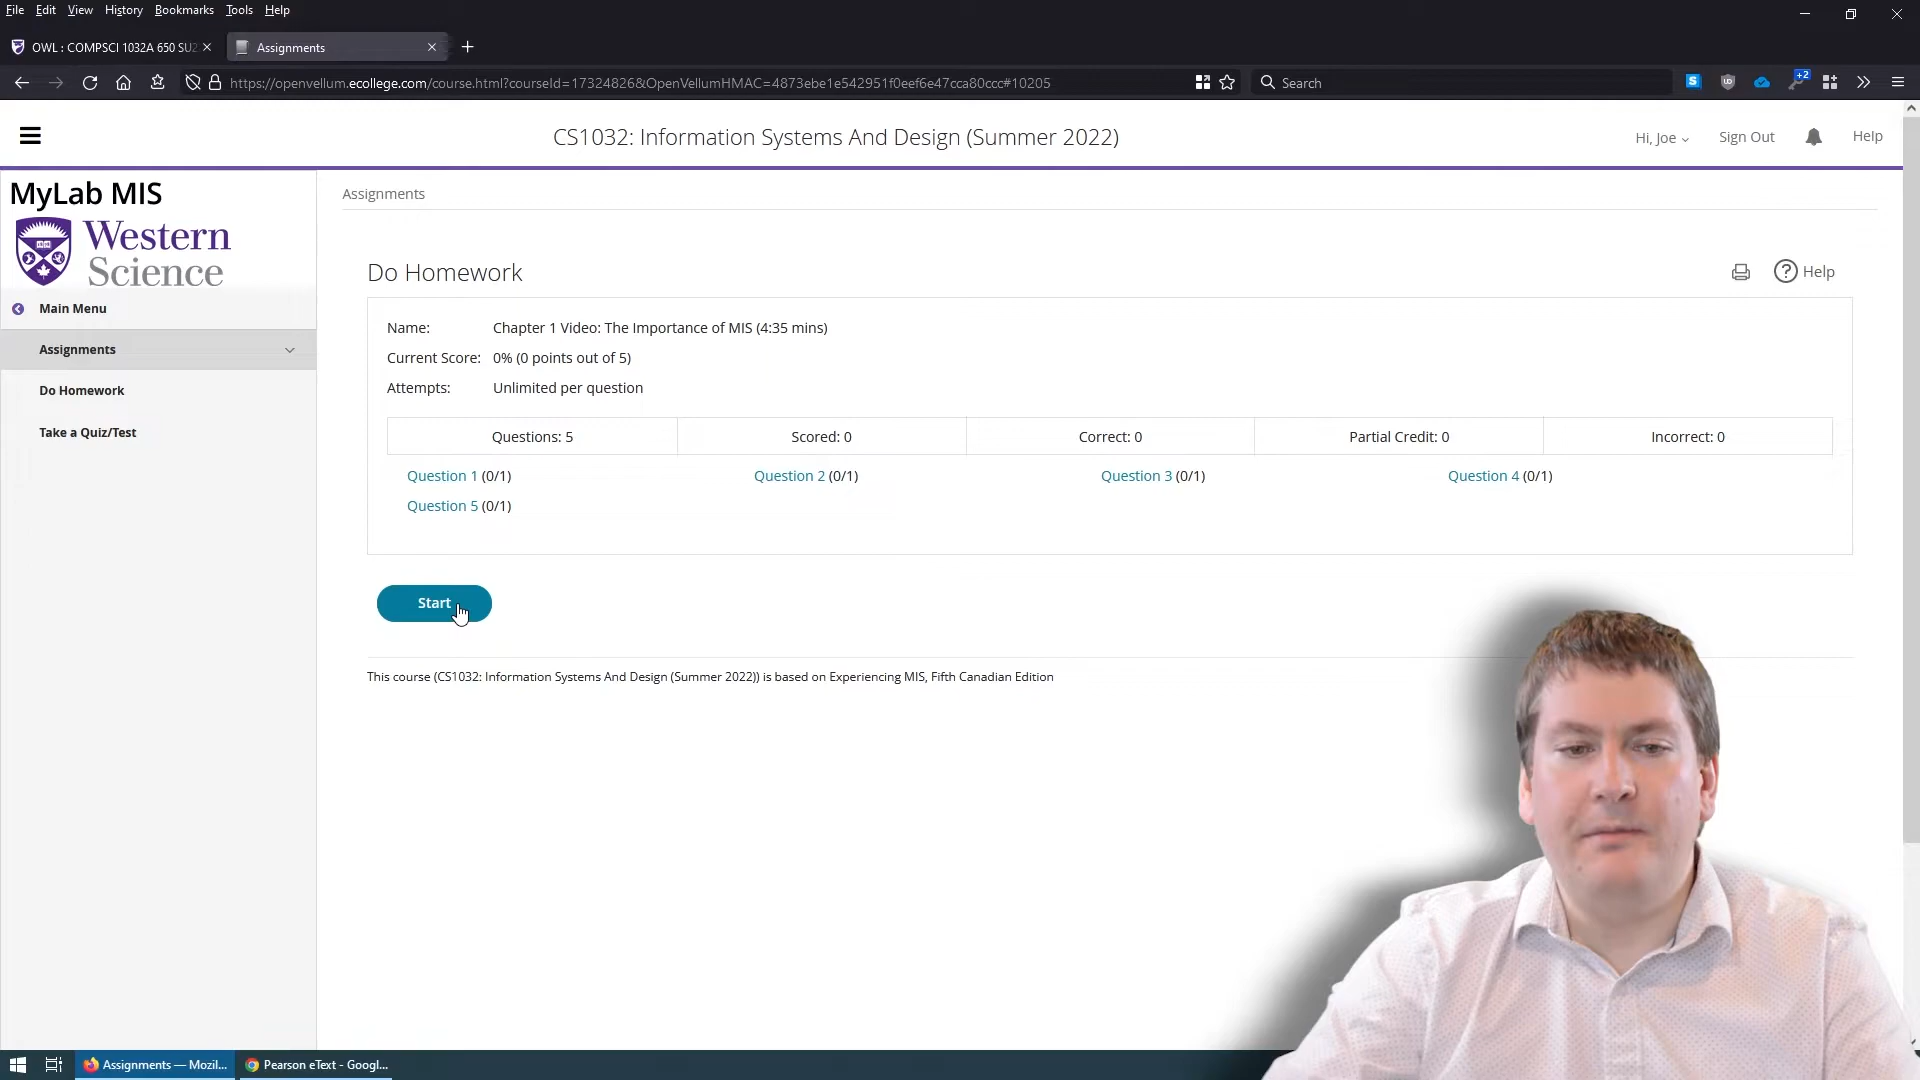 File Edit View History Bookmarks Tools Help
OWL : COMPSCI 1032A 650 SU2
Assignments
https://openvellum.ecollege.com/course.html?courseId=17324826&OpenVellumHMAC=4873ebe1e542951f0eef6e47cca80ccc#10205
Search
+2
CS1032: Information Systems And Design (Summer 2022)
Hi, Joe
Sign Out
Help
MyLab MIS
Western
Science
Main Menu
Assignments
Do Homework
Take a Quiz/Test
Assignments
Do Homework
? Help
Name: Chapter 1 Video: The Importance of MIS (4:35 mins)
Current Score: 0% (0 points out of 5)
Attempts: Unlimited per question
Questions: 5 Scored: 0 Correct: 0 Partial Credit: 0 Incorrect: 0
Question 1 (0/1) Question 2 (0/1) Question 3 (0/1) Question 4 (0/1)
Question 5 (0/1)
Start
This course (CS1032: Information Systems And Design (Summer 2022)) is based on Experiencing MIS, Fifth Canadian Edition
Assignments — Mozil...
Pearson eText - Googl...